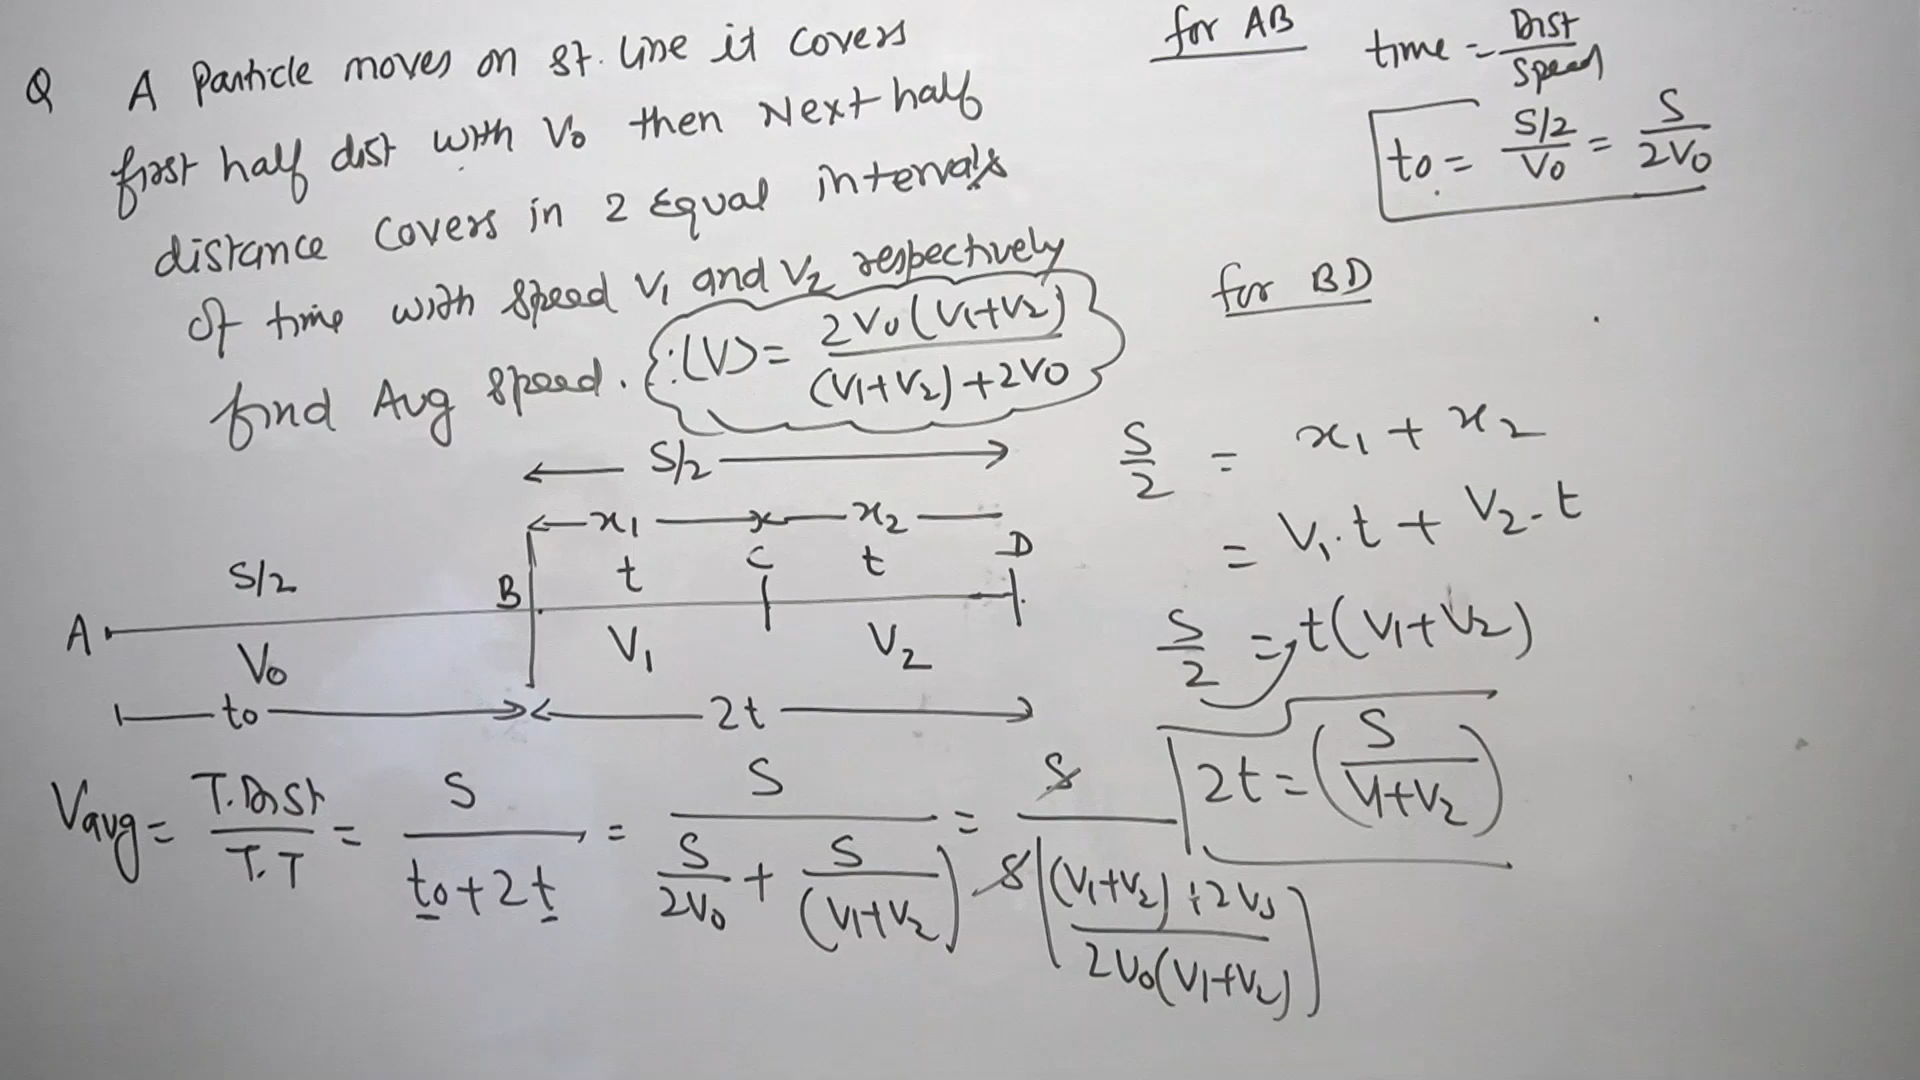 Q A Particle moves on st. line it covers
first half dist with V₀ then Next half
distance covers in 2 Equal intervals
of time with speed V₁ and V₂ respectively
find Avg speed. ∴(V) = 2V₀(V₁+V₂) / (V₁+V₂)+2V₀
for AB
time = Dist / Speed
t₀ = S/2 / V₀ = S / 2V₀
for BD
S/2 = x₁ + x₂
= V₁.t + V₂.t
S/2 = t(V₁+V₂)
2t = (S / V₁+V₂)
S/2
x₁ x₂
S/2 t C t D
A B
V₀ V₁ V₂
t₀ 2t
Vavg = T.Dist / T.T = S / t₀+2t = S / S/2V₀ + S/(V₁+V₂) = S / S((V₁+V₂)+2V₀ / 2V₀(V₁+V₂))